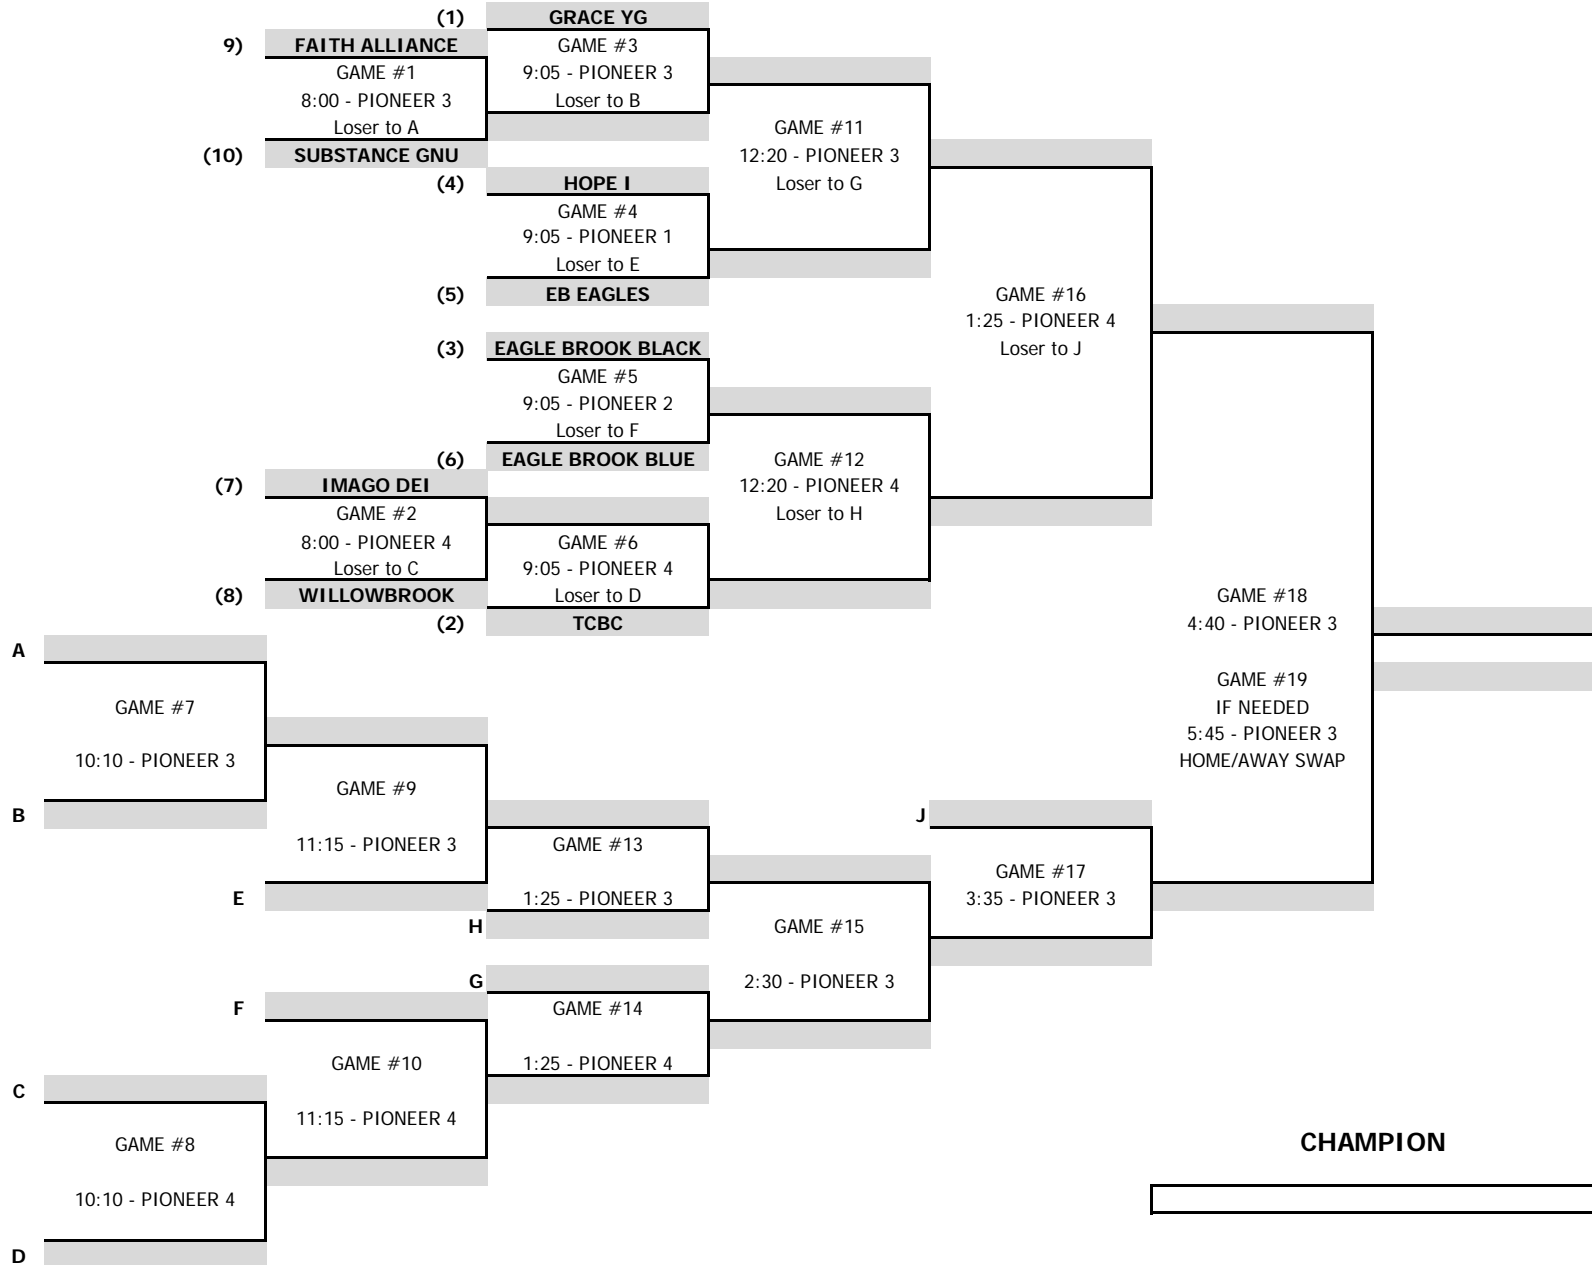 (1) GRACE YG
9) FAITH ALLIANCE
GAME #3
9:05 - PIONEER 3
Loser to B
GAME #1
8:00 - PIONEER 3
Loser to A
(10) SUBSTANCE GNU
GAME #11
12:20 - PIONEER 3
Loser to G
(4) HOPE I
GAME #4
9:05 - PIONEER 1
Loser to E
(5) EB EAGLES
GAME #16
1:25 - PIONEER 4
Loser to J
(3) EAGLE BROOK BLACK
GAME #5
9:05 - PIONEER 2
Loser to F
(6) EAGLE BROOK BLUE
GAME #12
12:20 - PIONEER 4
Loser to H
(7) IMAGO DEI
GAME #2
8:00 - PIONEER 4
Loser to C
(8) WILLOWBROOK
GAME #6
9:05 - PIONEER 4
Loser to D
(2) TCBC
GAME #18
4:40 - PIONEER 3
GAME #19
IF NEEDED
5:45 - PIONEER 3
HOME/AWAY SWAP
A
GAME #7
10:10 - PIONEER 3
B
GAME #9
11:15 - PIONEER 3
E
GAME #13
1:25 - PIONEER 3
H
J
GAME #17
3:35 - PIONEER 3
GAME #15
2:30 - PIONEER 3
G
GAME #14
1:25 - PIONEER 4
F
GAME #10
11:15 - PIONEER 4
C
GAME #8
10:10 - PIONEER 4
D
CHAMPION